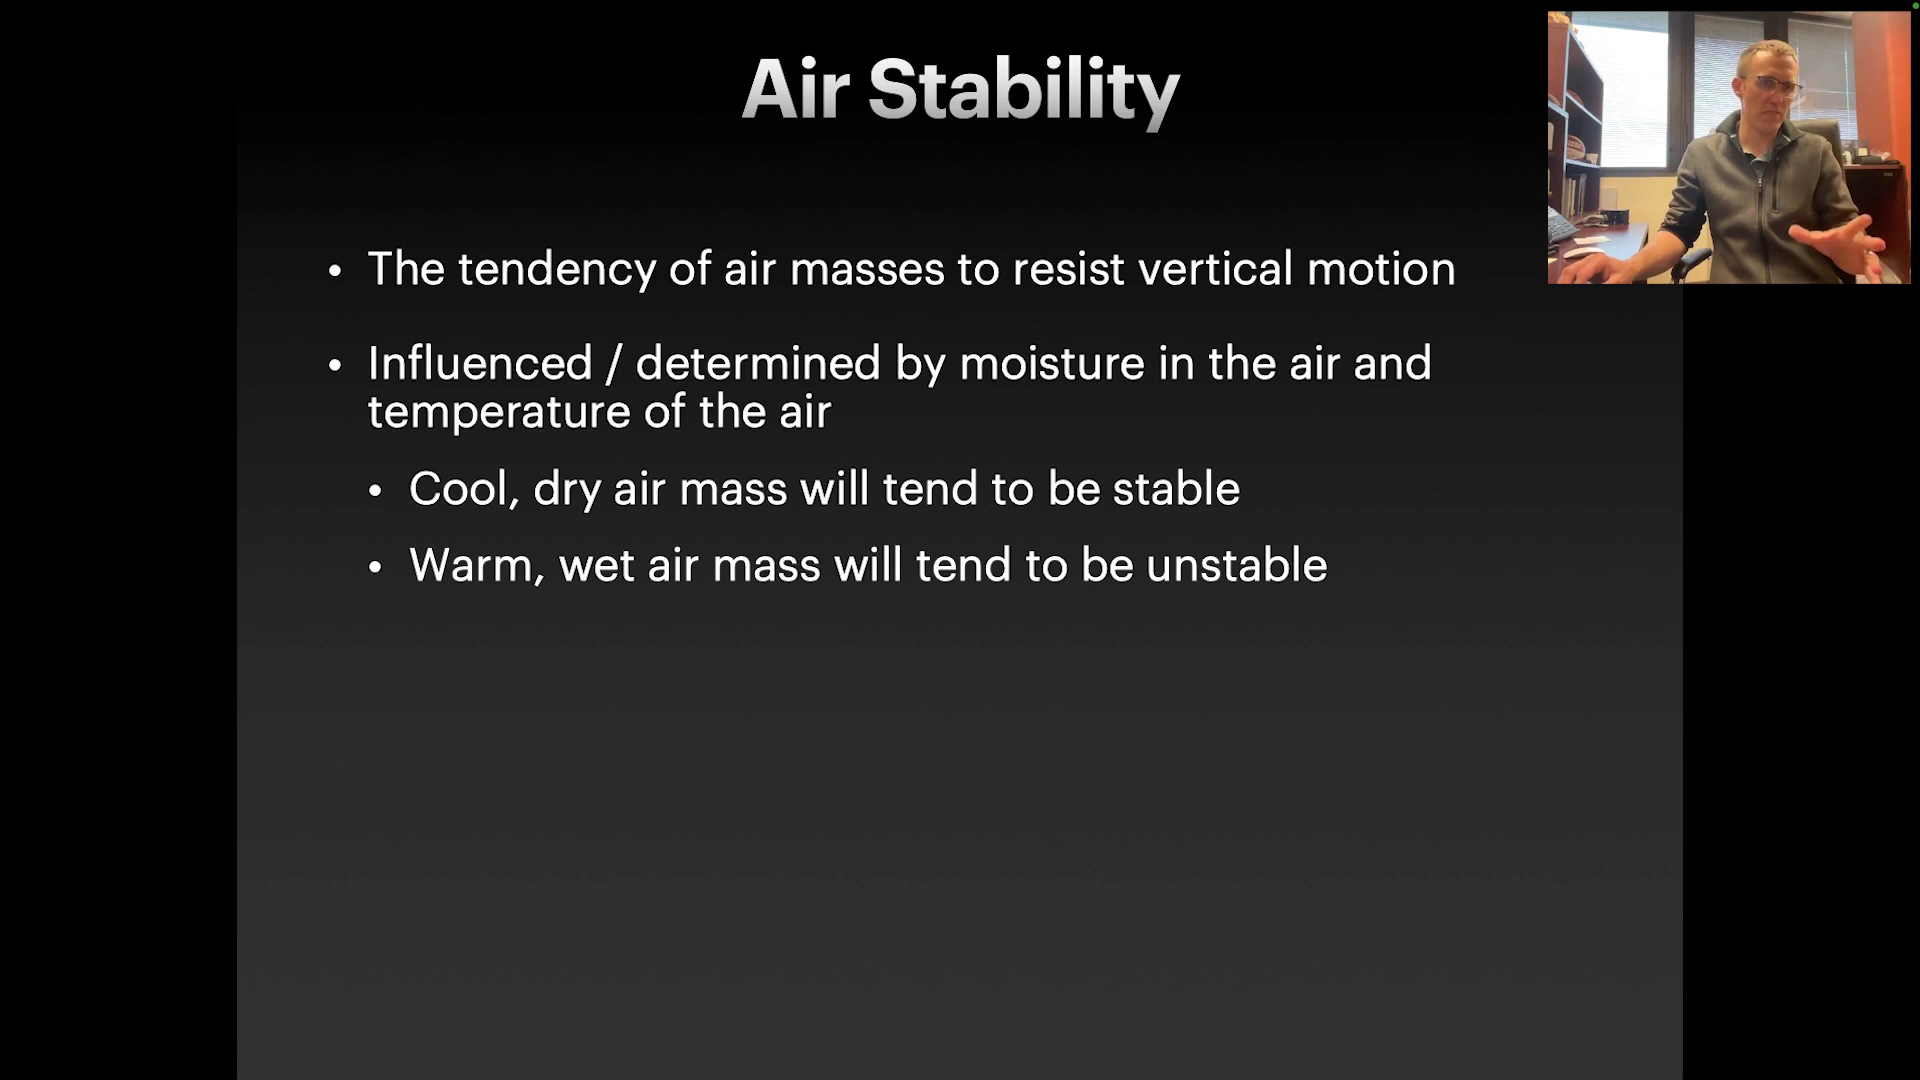 Air Stability
• The tendency of air masses to resist vertical motion
• Influenced / determined by moisture in the air and
temperature of the air
• Cool, dry air mass will tend to be stable
• Warm, wet air mass will tend to be unstable